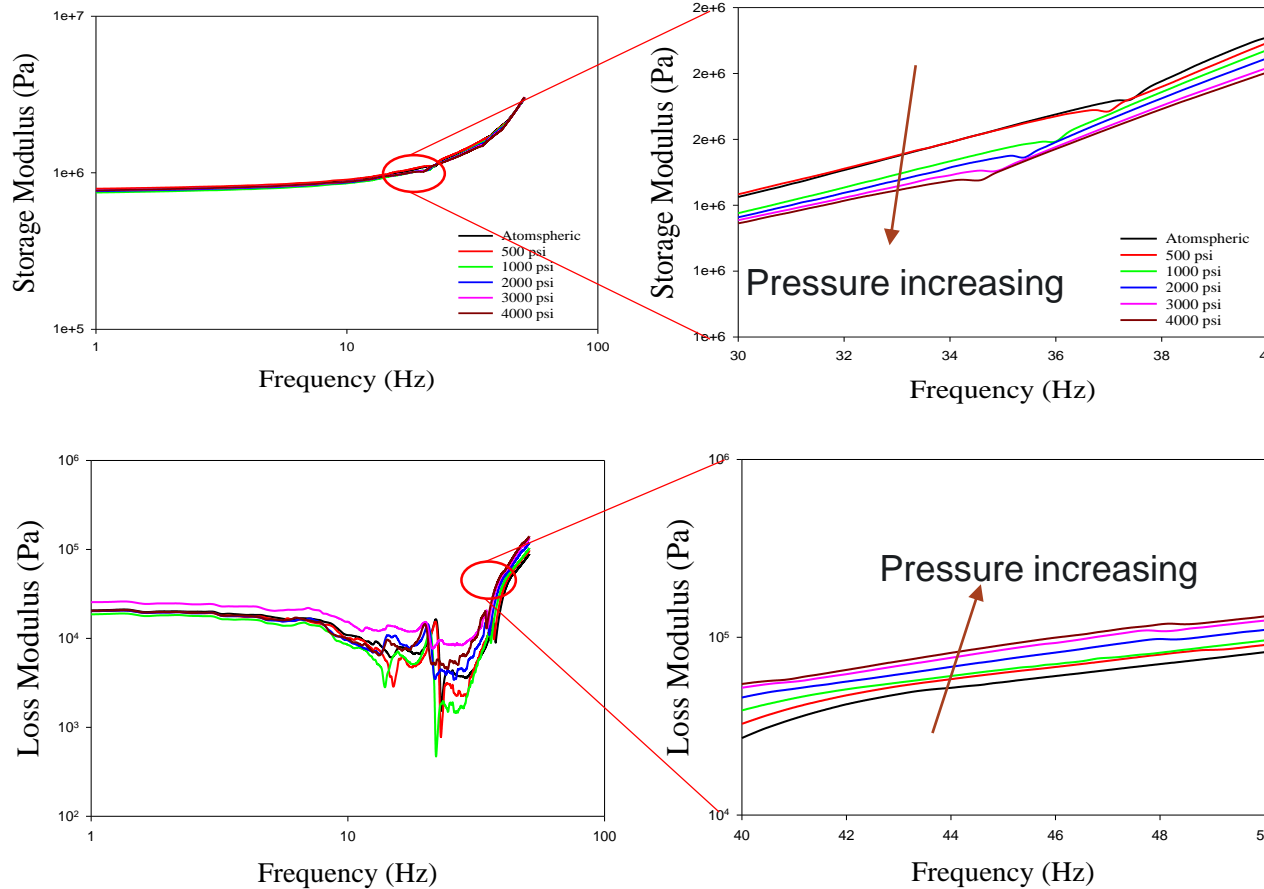 Storage Modulus (Pa)
1e+7
1e+6
1e+5
1
10
100
Frequency (Hz)
Atomspheric
500 psi
1000 psi
2000 psi
3000 psi
4000 psi
Storage Modulus (Pa)
2e+6
2e+6
2e+6
1e+6
1e+6
1e+6
30
32
34
36
38
4
Frequency (Hz)
Pressure increasing
Atomspheric
500 psi
1000 psi
2000 psi
3000 psi
4000 psi
Loss Modulus (Pa)
10⁶
10⁵
10⁴
10³
10²
1
10
100
Frequency (Hz)
Loss Modulus (Pa)
10⁶
10⁵
10⁴
40
42
44
46
48
5
Frequency (Hz)
Pressure increasing